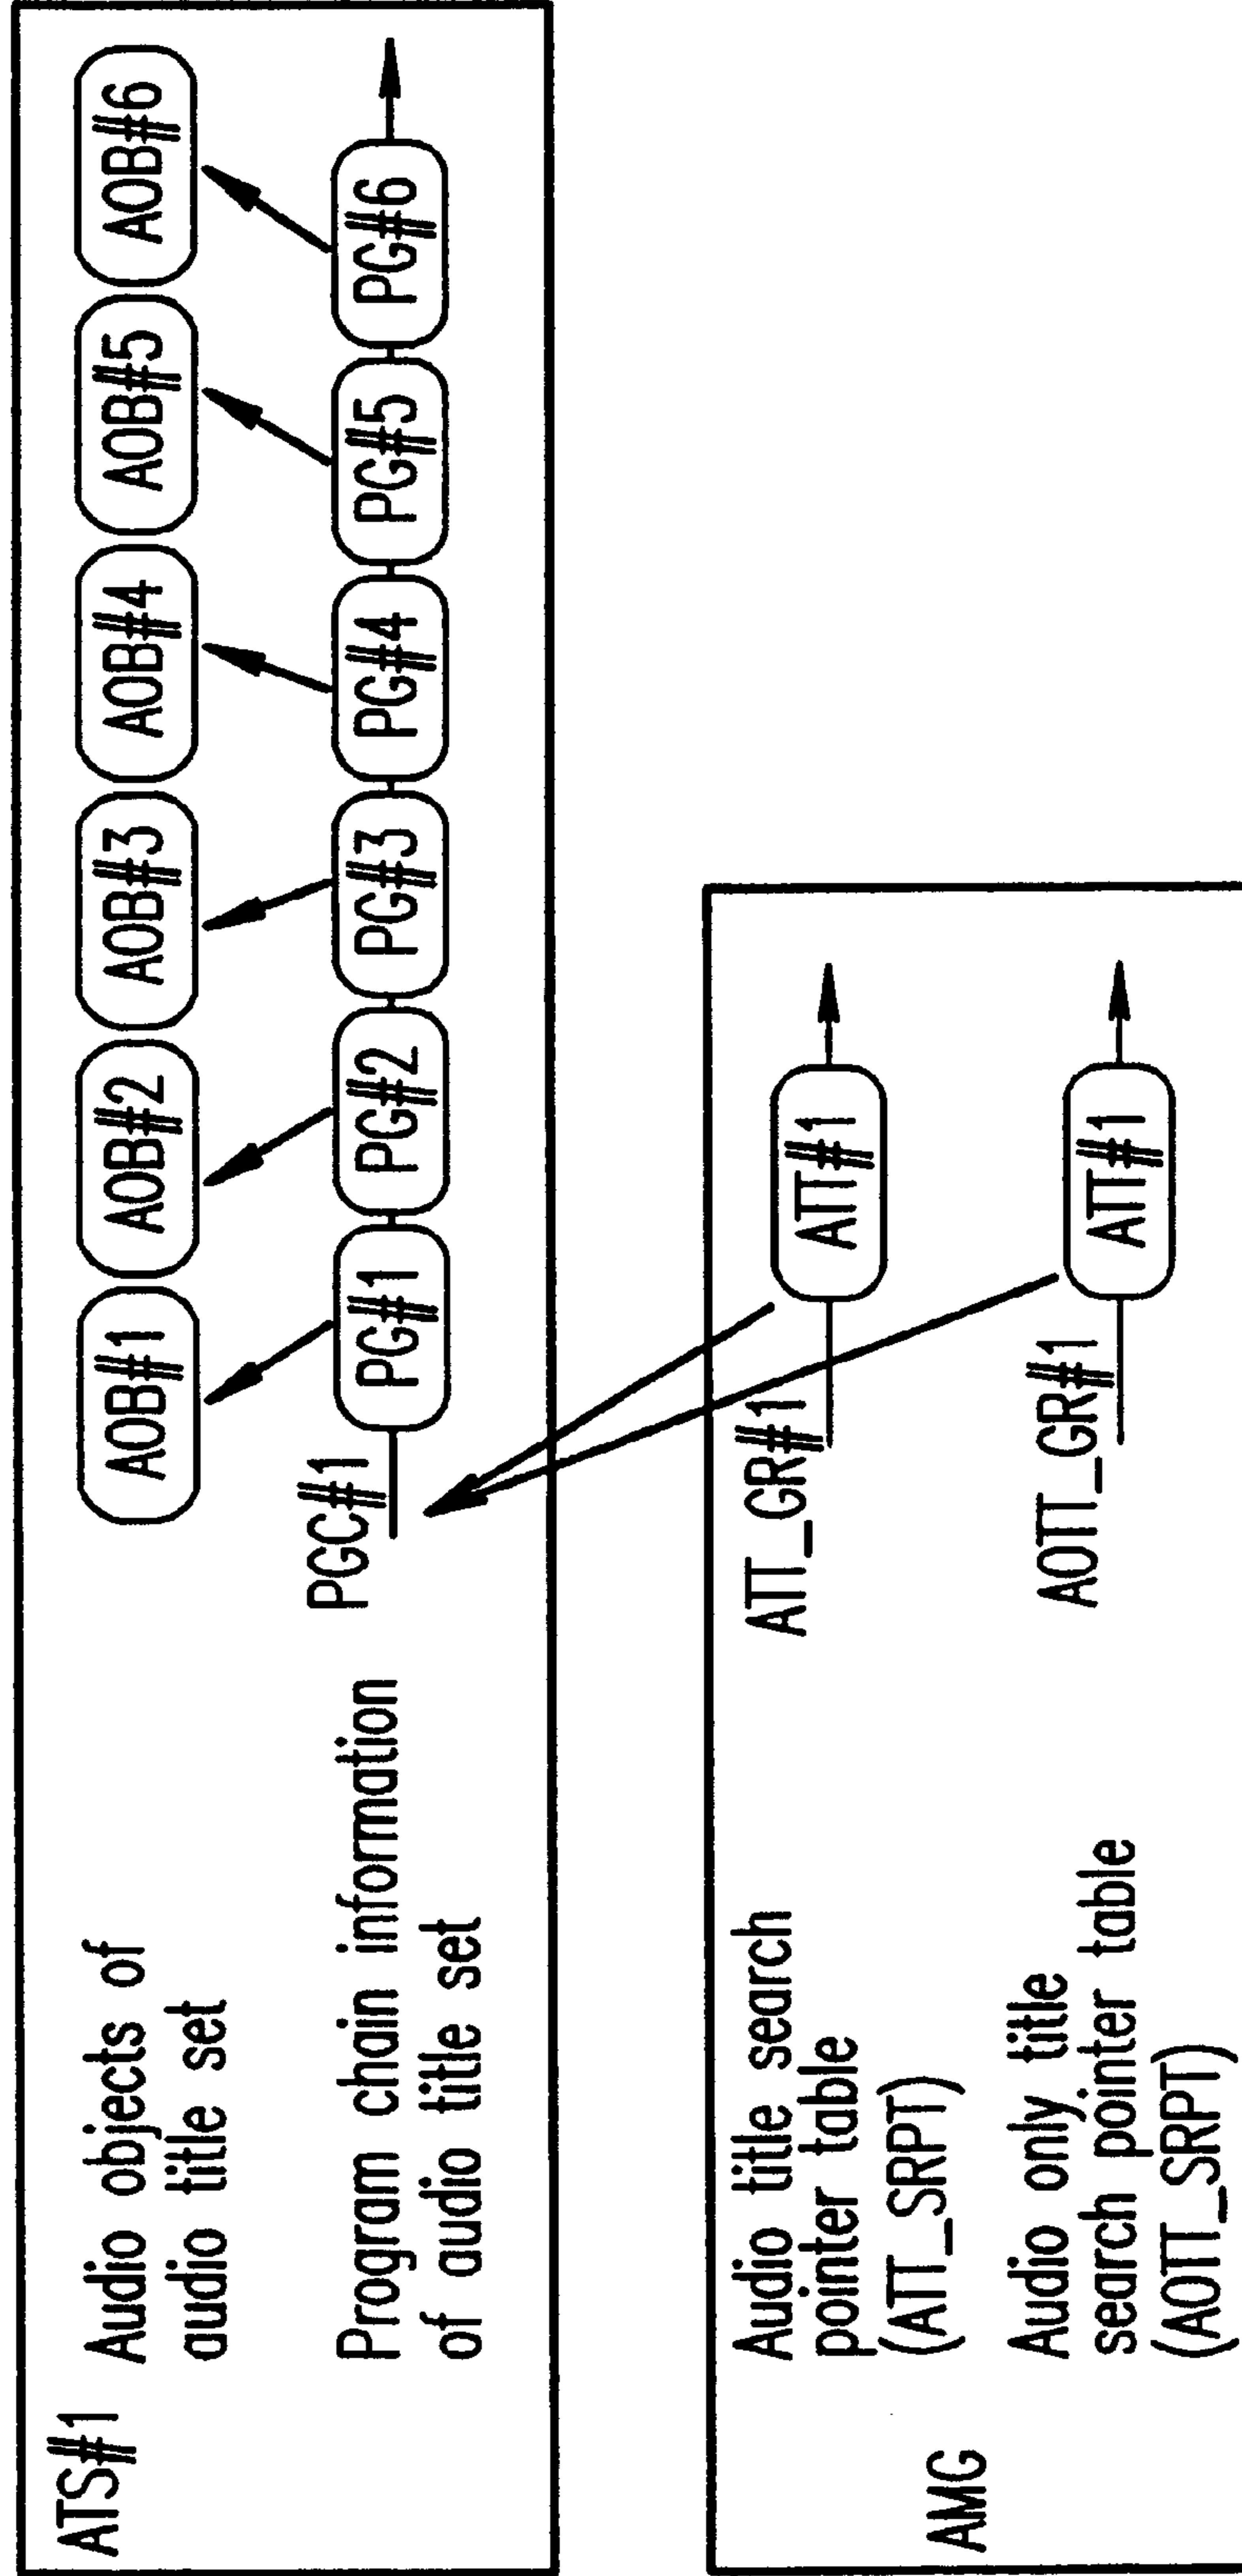 ATS#1
Audio objects of
audio title set
AOB#1 AOB#2 AOB#3 AOB#4 AOB#5 AOB#6
Program chain information
of audio title set
PGC#1
PG#1 PG#2 PG#3 PG#4 PG#5 PG#6
AMG
Audio title search
pointer table
(ATT_SRPT)
ATT_GR#1
ATT#1
Audio only title
search pointer table
(AOTT_SRPT)
AOTT_GR#1
ATT#1